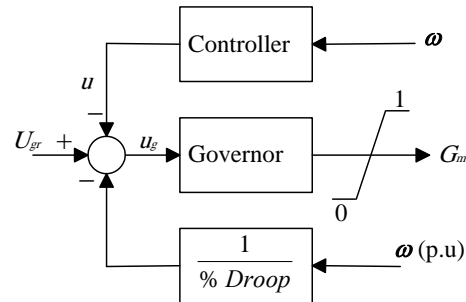 Controller
ω
u
−
1
U_gr + u_g Governor G_m
−
0
1
% Droop
ω (p.u)